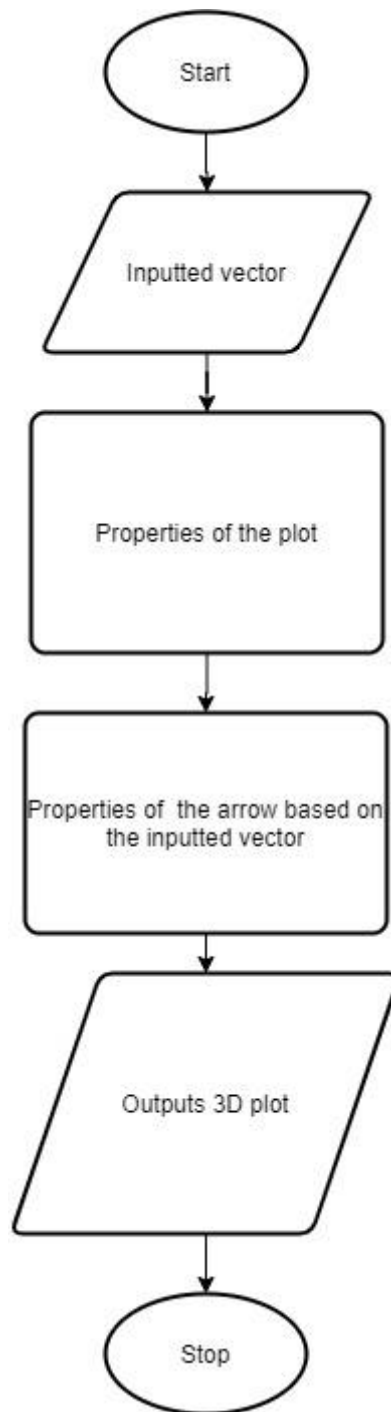 Start
Inputted vector
Properties of the plot
Properties of  the arrow based on
the inputted vector
Outputs 3D plot
Stop